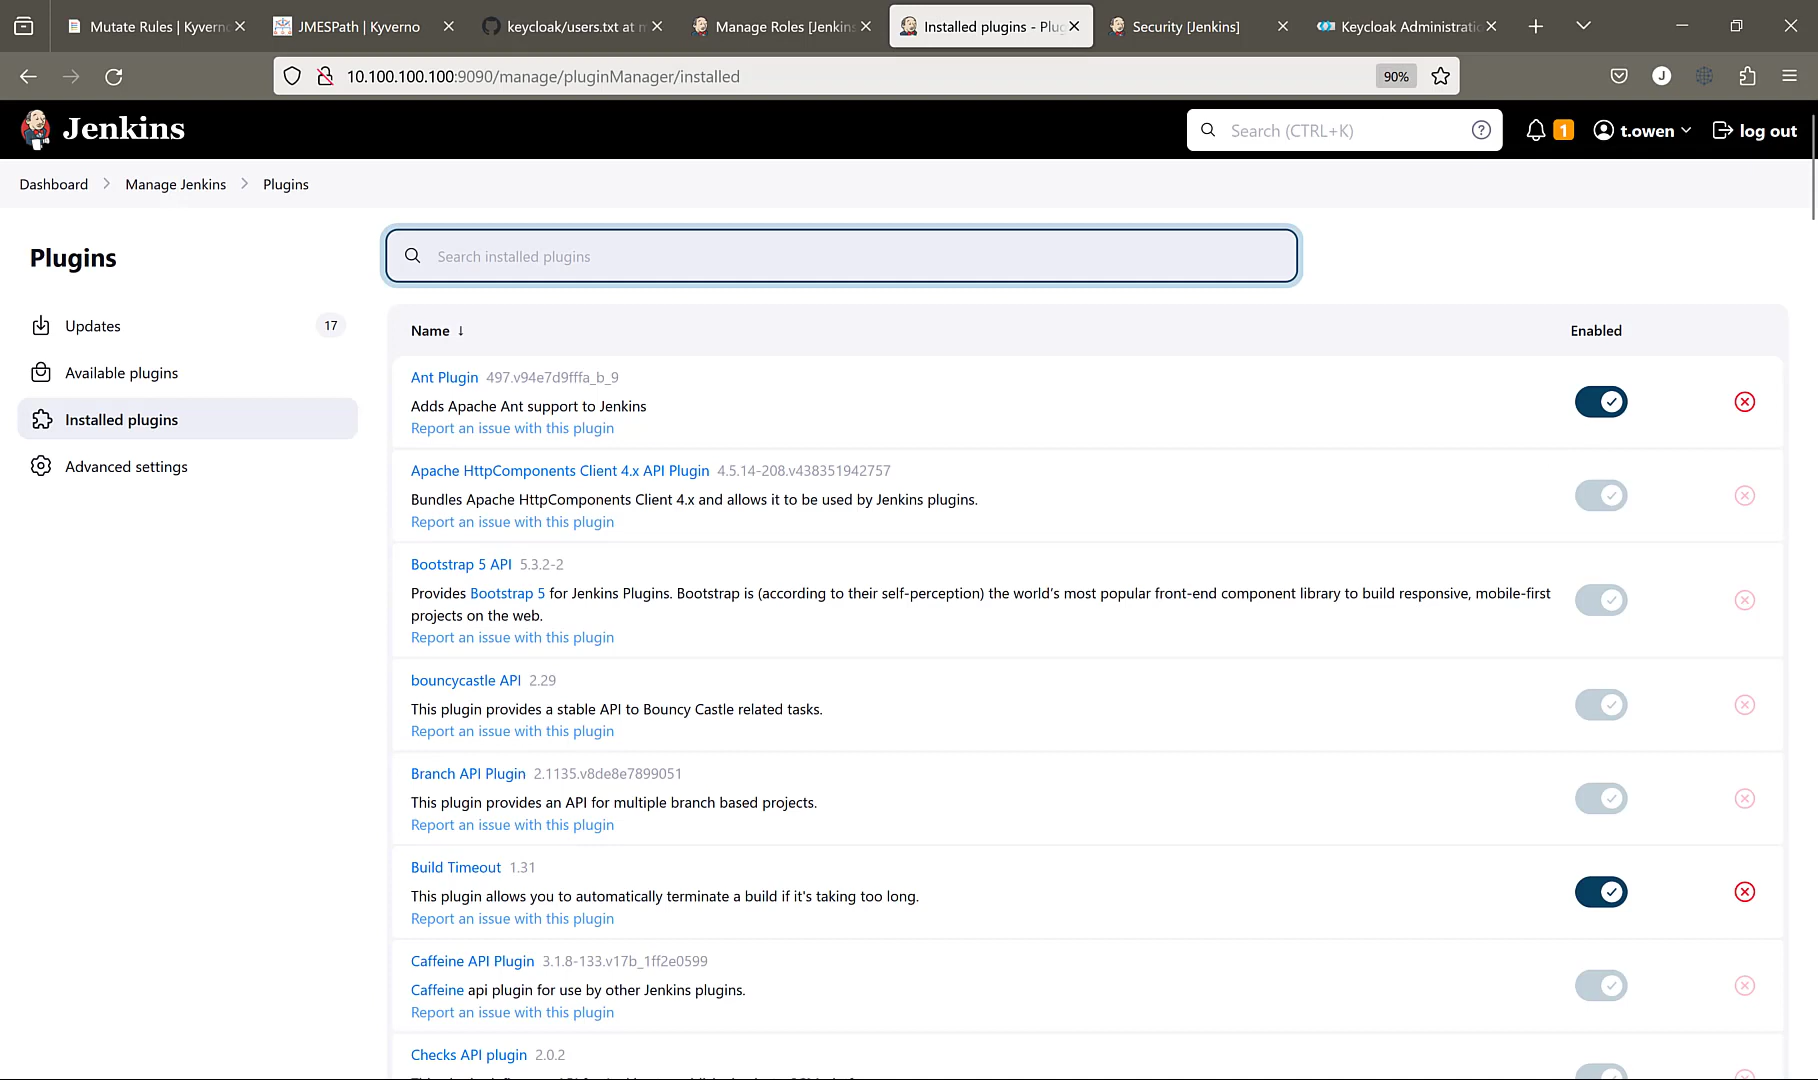 Mutate Rules | Kyverno
JMESPath | Kyverno
keycloak/users.txt at
Manage Roles [Jenkins
Installed plugins - Plug
Security [Jenkins]
Keycloak Administratio
10.100.100.100:9090/manage/pluginManager/installed
90%
J
Jenkins
Search (CTRL+K)
1
t.owen
log out
Dashboard
Manage Jenkins
Plugins
Plugins
Updates
17
Available plugins
Installed plugins
Advanced settings
Search installed plugins
Name ↓
Enabled
Ant Plugin 497.v94e7d9fffa_b_9
Adds Apache Ant support to Jenkins
Report an issue with this plugin
Apache HttpComponents Client 4.x API Plugin 4.5.14-208.v438351942757
Bundles Apache HttpComponents Client 4.x and allows it to be used by Jenkins plugins.
Report an issue with this plugin
Bootstrap 5 API 5.3.2-2
Provides Bootstrap 5 for Jenkins Plugins. Bootstrap is (according to their self-perception) the world’s most popular front-end component library to build responsive, mobile-first
projects on the web.
Report an issue with this plugin
bouncycastle API 2.29
This plugin provides a stable API to Bouncy Castle related tasks.
Report an issue with this plugin
Branch API Plugin 2.1135.v8de8e7899051
This plugin provides an API for multiple branch based projects.
Report an issue with this plugin
Build Timeout 1.31
This plugin allows you to automatically terminate a build if it's taking too long.
Report an issue with this plugin
Caffeine API Plugin 3.1.8-133.v17b_1ff2e0599
Caffeine api plugin for use by other Jenkins plugins.
Report an issue with this plugin
Checks API plugin 2.0.2